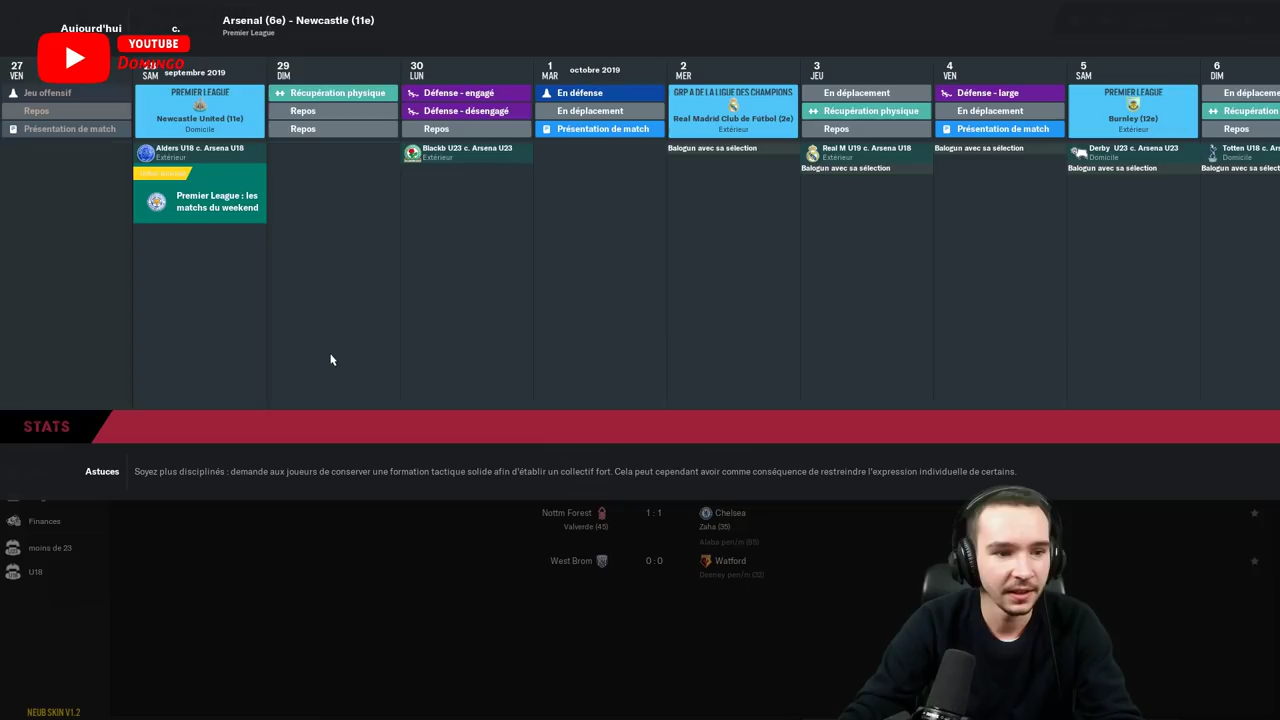 Aujourd'hui
c.
Arsenal (6e) - Newcastle (11e)
Premier League
YOUTUBE
DOMINGO
27
VEN
SAM
septembre 2019
29
DIM
30
LUN
1
MAR
octobre 2019
2
MER
3
JEU
4
VEN
5
SAM
6
DIM
Jeu offensif
Repos
Présentation de match
PREMIER LEAGUE
Newcastle United (11e)
Domicile
Alders U18 c. Arsena U18
Extérieur
Premier League : les
matchs du weekend
Récupération physique
Repos
Repos
Défense - engagé
Défense - désengagé
Repos
Blackb U23 c. Arsena U23
Extérieur
En défense
En déplacement
Présentation de match
GRP A DE LA LIGUE DES CHAMPIONS
Real Madrid Club de Fútbol (2e)
Extérieur
Balogun avec sa sélection
En déplacement
Récupération physique
Repos
Real M U19 c. Arsena U18
Extérieur
Balogun avec sa sélection
Défense - large
En déplacement
Présentation de match
Balogun avec sa sélection
PREMIER LEAGUE
Burnley (12e)
Extérieur
Derby U23 c. Arsena U23
Domicile
Balogun avec sa sélection
En déplaceme
Récupération
Repos
Totten U18 c. Ars
Domicile
Balogun avec sa sélect
STATS
Astuces
Soyez plus disciplinés : demande aux joueurs de conserver une formation tactique solide afin d'établir un collectif fort. Cela peut cependant avoir comme conséquence de restreindre l'expression individuelle de certains.
Finances
moins de 23
U18
Nottm Forest
1 : 1
Chelsea
Valverde (45)
Zaha (35)
Alaba pen/m (85)
West Brom
0 : 0
Watford
Deeney pen/m (32)
NEUB SKIN V1.2